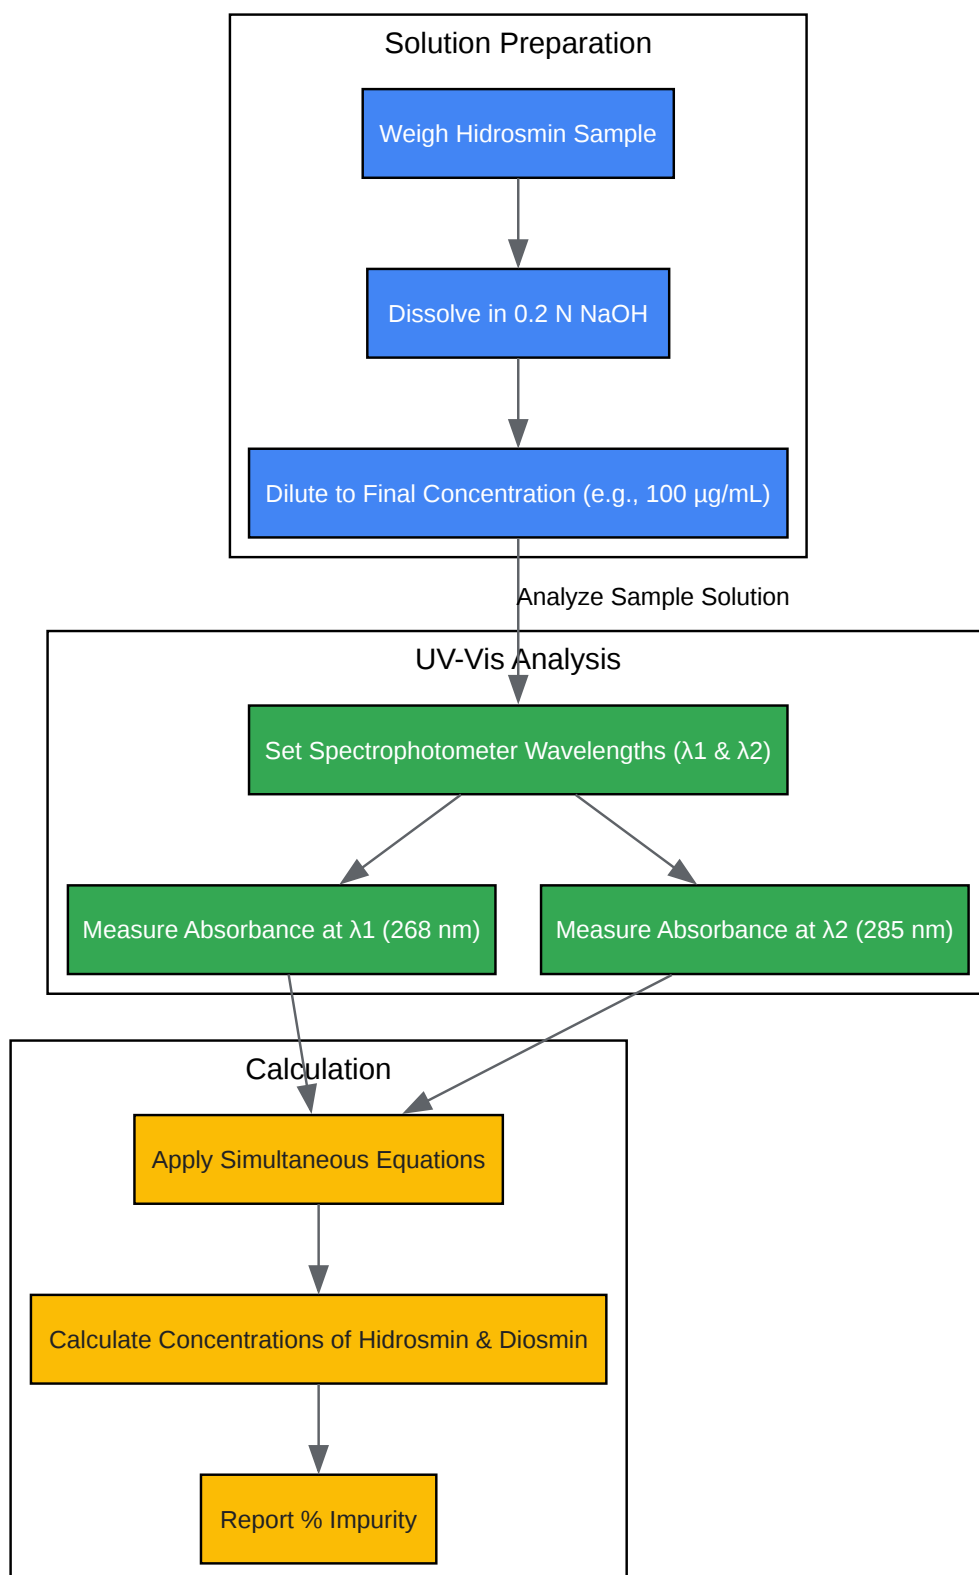 Solution Preparation
Weigh Hidrosmin Sample
Dissolve in 0.2 N NaOH
Dilute to Final Concentration (e.g., 100 µg/mL)
Analyze Sample Solution
UV-Vis Analysis
Set Spectrophotometer Wavelengths (λ1 & λ2)
Measure Absorbance at λ1 (268 nm)
Measure Absorbance at λ2 (285 nm)
Calculation
Apply Simultaneous Equations
Calculate Concentrations of Hidrosmin & Diosmin
Report % Impurity